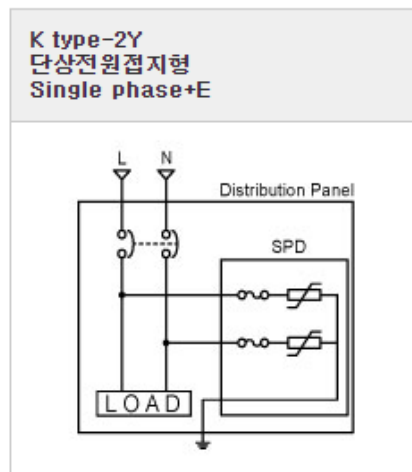 K type-2Y
단상전원접지형
Single phase+E
L N
Distribution Panel
SPD
LOAD